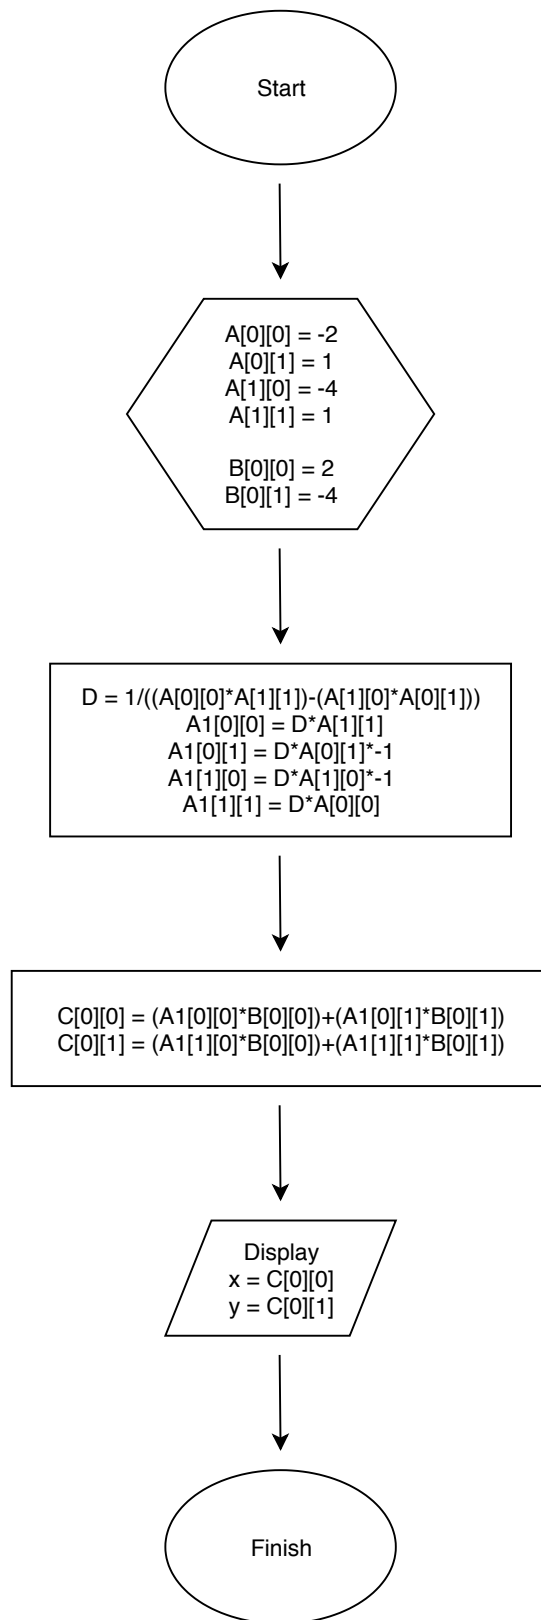 Start
A[0][0] = -2
A[0][1] = 1
A[1][0] = -4
A[1][1] = 1
B[0][0] = 2
B[0][1] = -4
D = 1/((A[0][0]*A[1][1])-(A[1][0]*A[0][1]))
A1[0][0] = D*A[1][1]
A1[0][1] = D*A[0][1]*-1
A1[1][0] = D*A[1][0]*-1
A1[1][1] = D*A[0][0]
C[0][0] = (A1[0][0]*B[0][0])+(A1[0][1]*B[0][1])
C[0][1] = (A1[1][0]*B[0][0])+(A1[1][1]*B[0][1])
Display
x = C[0][0]
y = C[0][1]
Finish